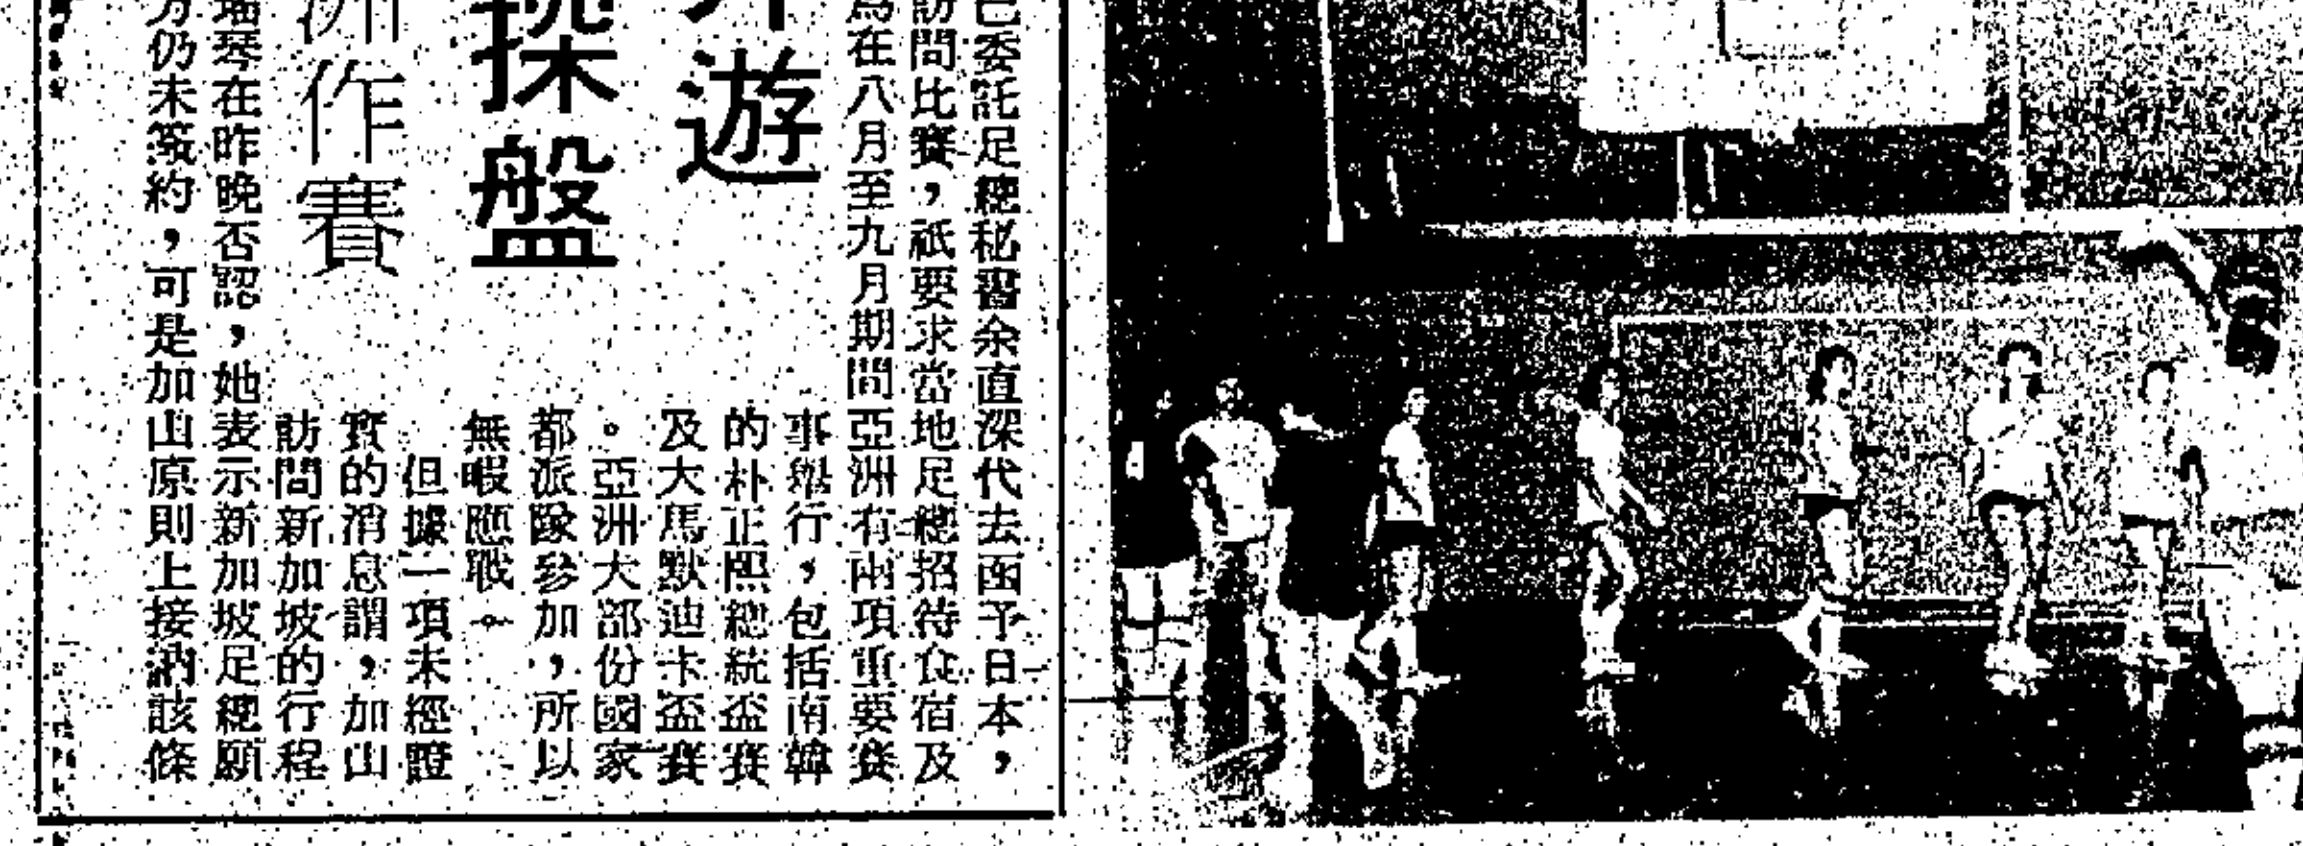 遊
探盤
作賽
已委託足總秘書余直深代去函予日本，
訪問比賽，祇要求當地足總招待食宿及
爲在八月至九月期間亞洲有兩項重要賽
事舉行，包括南韓
的朴正熙總統盃賽
及大馬默迪卡盃賽
。亞洲大部份國家
都派隊參加，所以
無暇應戰。
但據一項未經證
實的消息謂，加山
訪問新加坡的行程
瑞琴在昨晚否認，她表示新加坡足總願
方仍未簽約，可是加山原則上接納該條